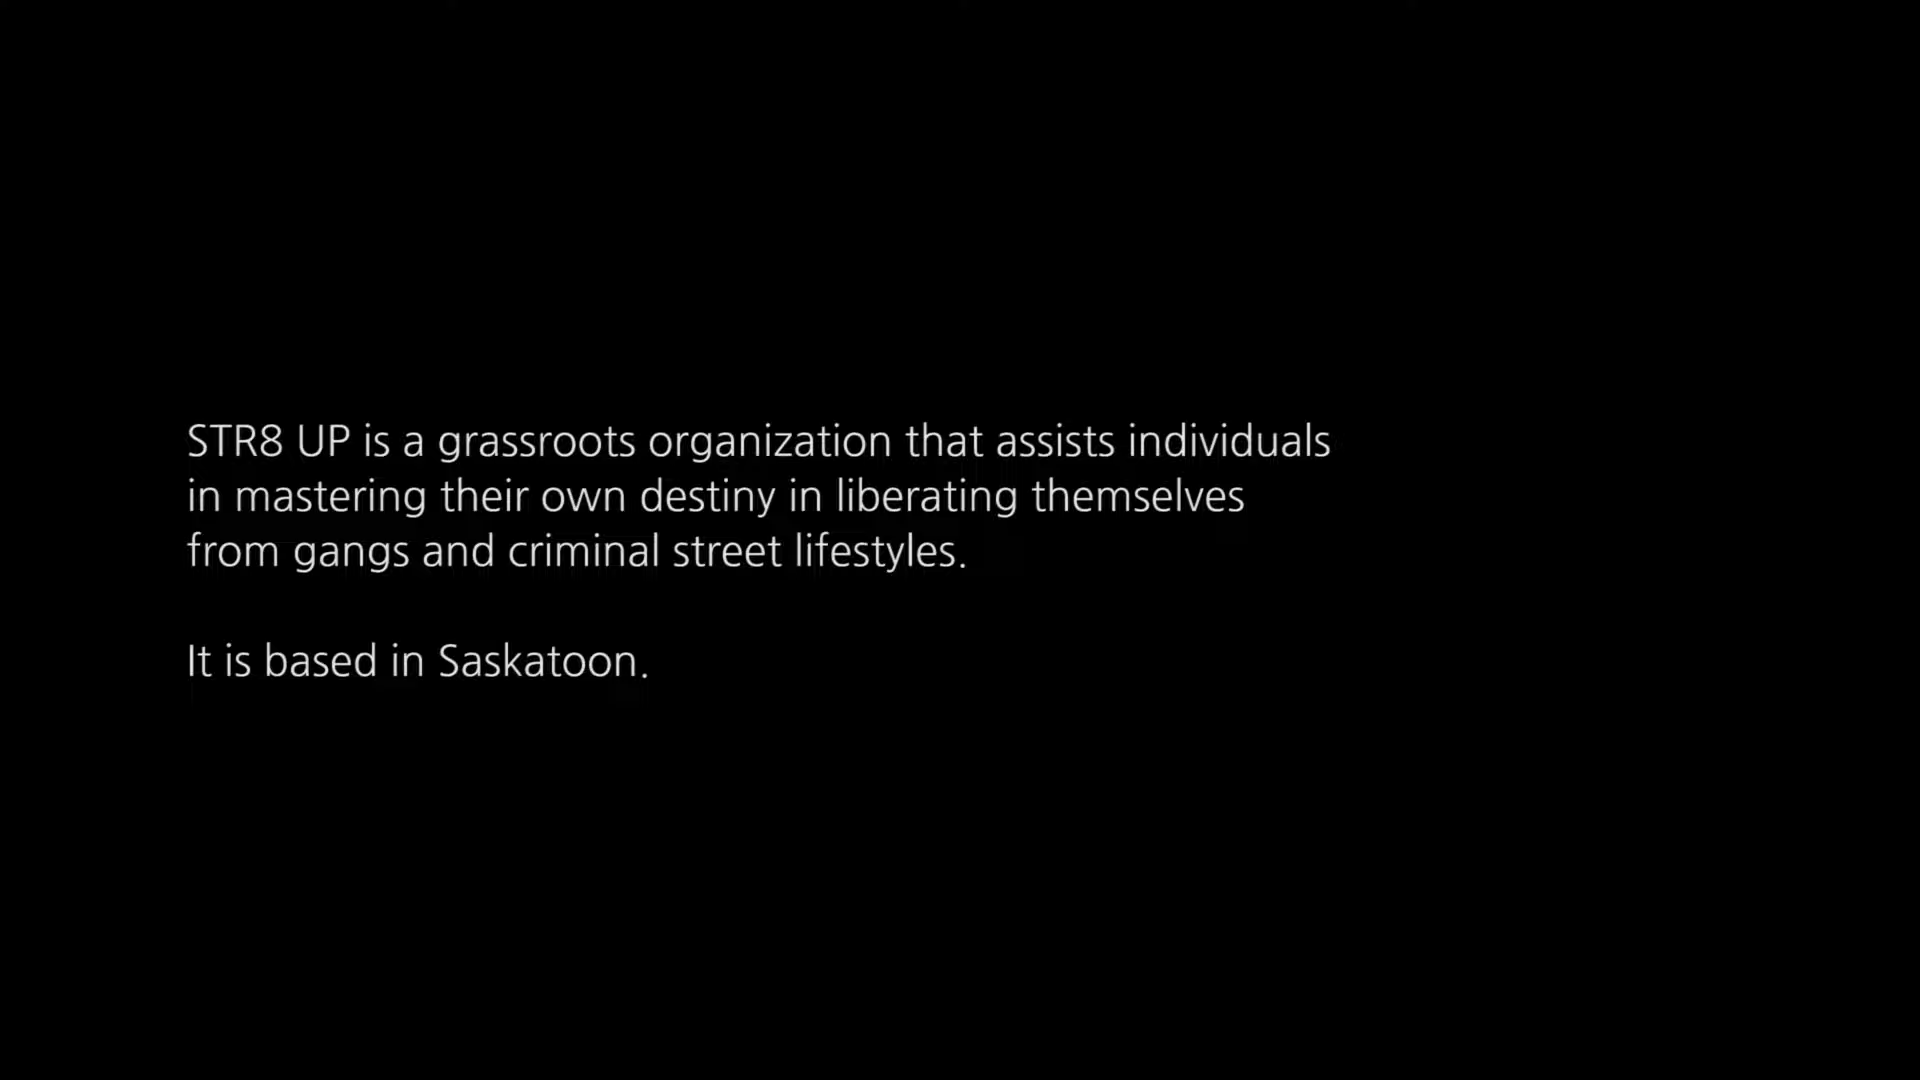 STR8 UP is a grassroots organization that assists individuals
in mastering their own destiny in liberating themselves
from gangs and criminal street lifestyles.
It is based in Saskatoon.